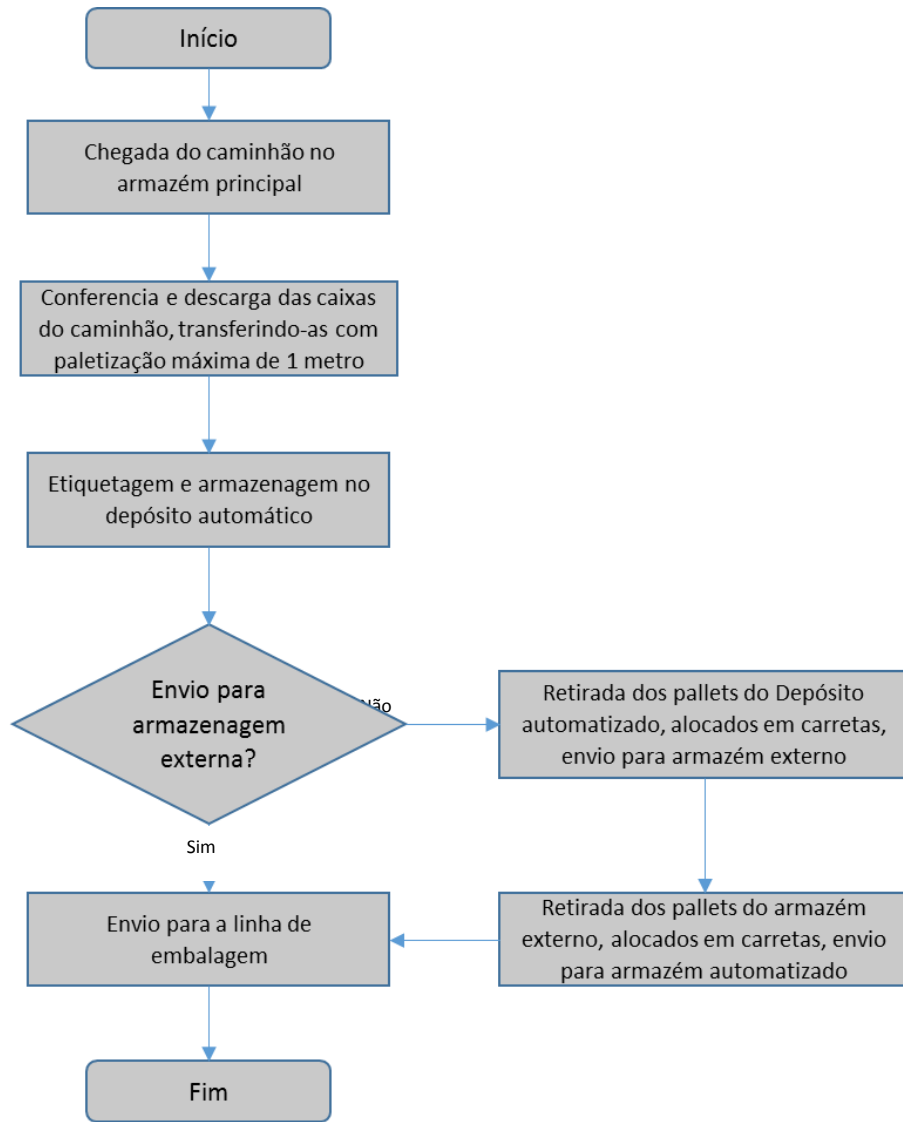 Início
Chegada do caminhão no
armazém principal
Conferencia e descarga das caixas
do caminhão, transferindo-as com
paletização máxima de 1 metro
Etiquetagem e armazenagem no
depósito automático
Envio para
armazenagem
externa?
Não
Retirada dos pallets do Depósito
automatizado, alocados em carretas,
envio para armazém externo
Sim
Envio para a linha de
embalagem
Retirada dos pallets do armazém
externo, alocados em carretas, envio
para armazém automatizado
Fim